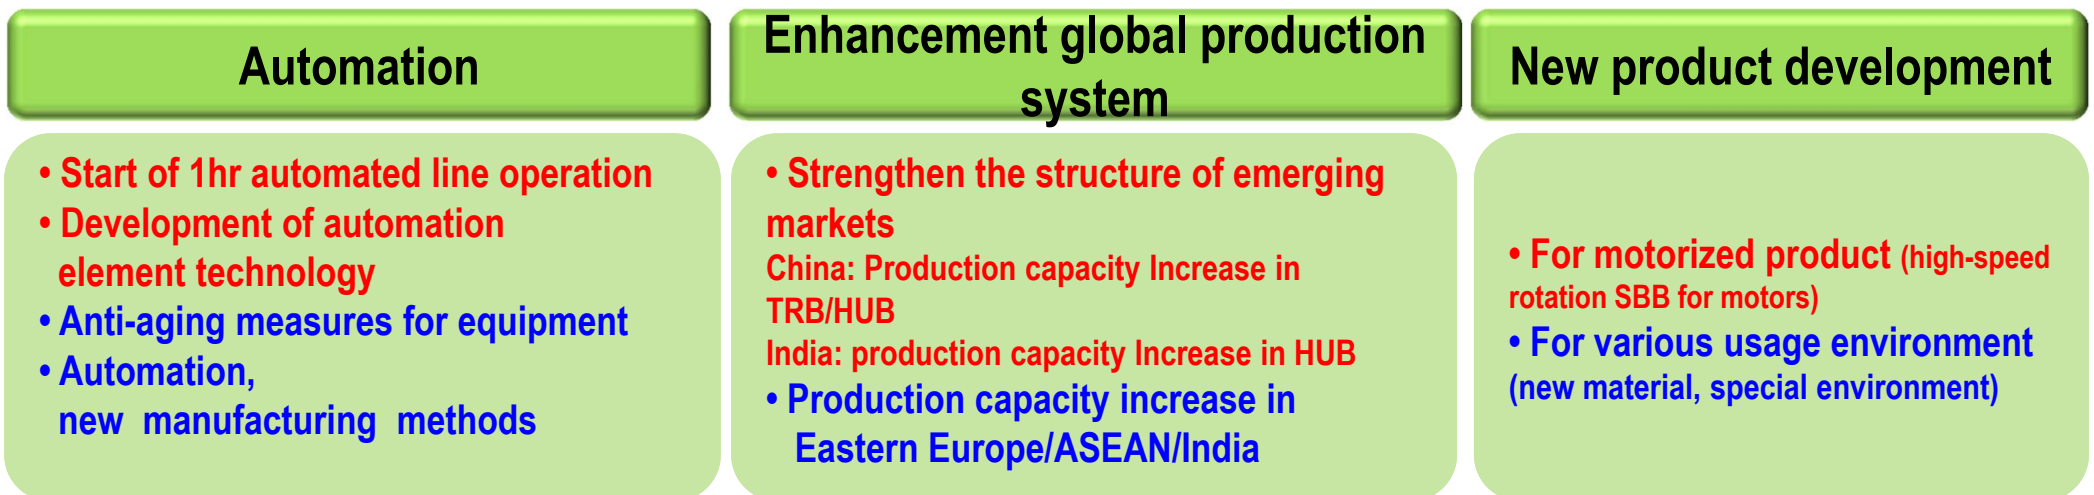 Automation
• Start of 1hr automated line operation
• Development of automation
element technology
• Anti-aging measures for equipment
• Automation,
new manufacturing methods
Enhancement global production
system
• Strengthen the structure of emerging
markets
China: Production capacity Increase in
TRB/HUB
India: production capacity Increase in HUB
• Production capacity increase in
Eastern Europe/ASEAN/India
New product development
• For motorized product (high-speed
rotation SBB for motors)
• For various usage environment
(new material, special environment)